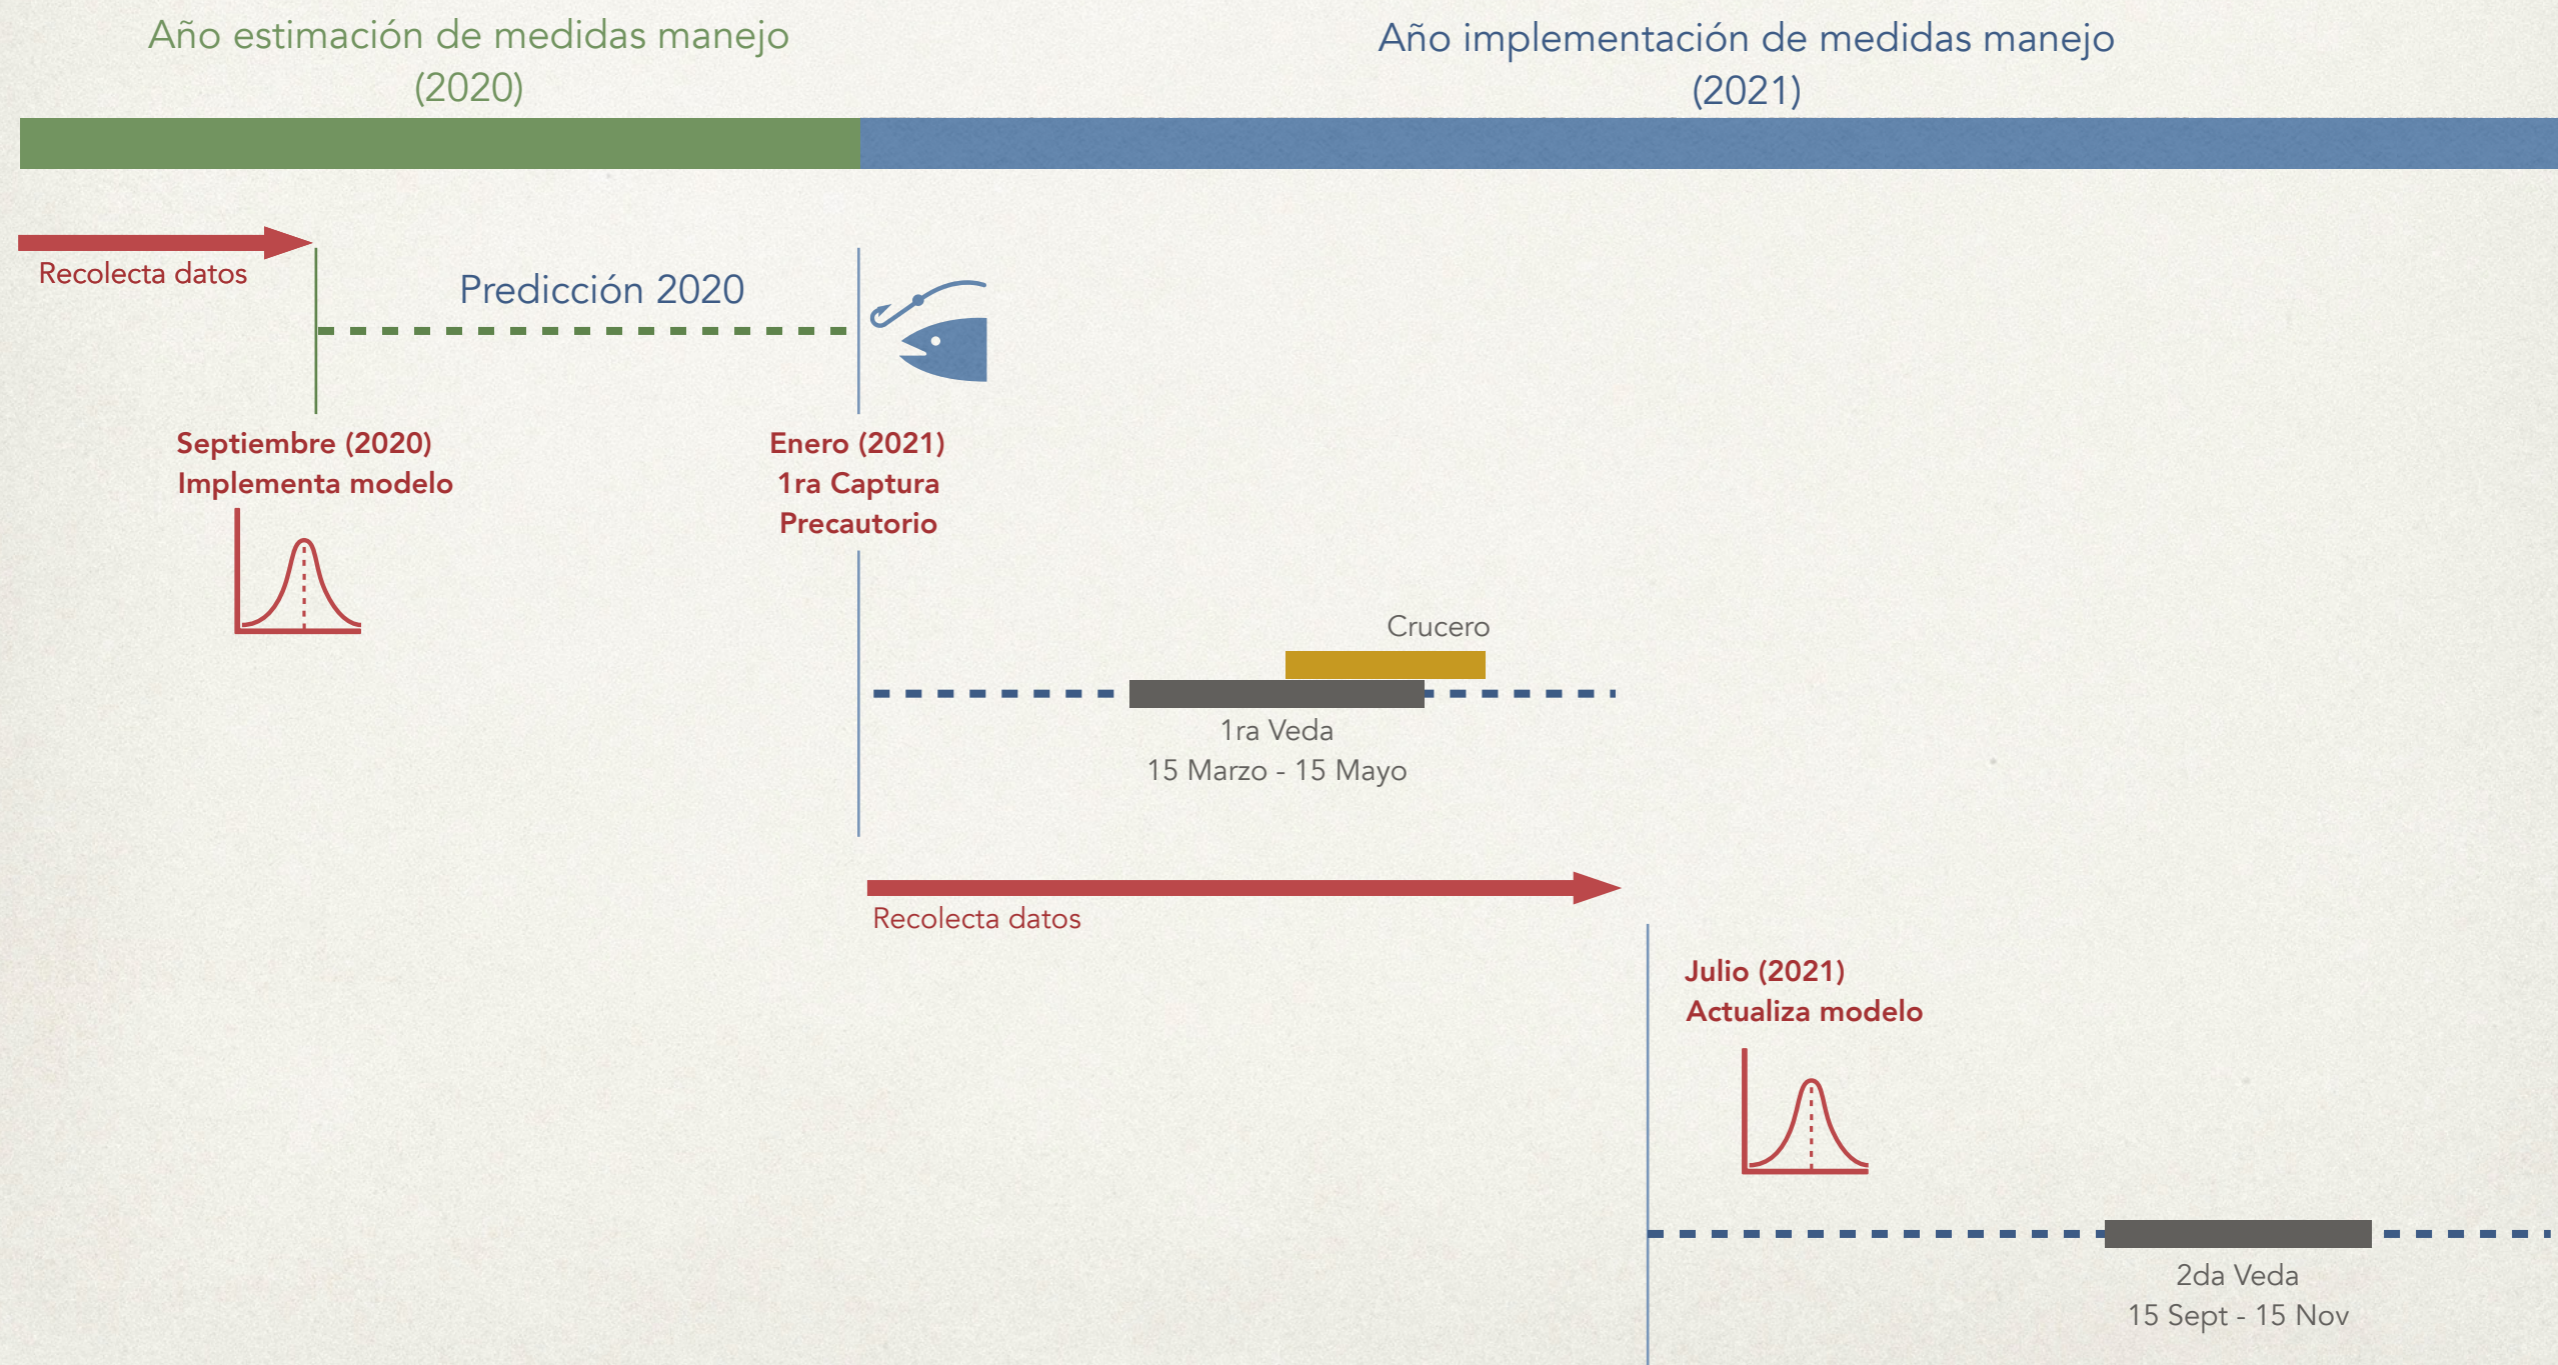 Año estimación de medidas manejo
(2020)
Año implementación de medidas manejo
(2021)
Recolecta datos
Predicción 2020
Septiembre (2020)
Implementa modelo
Enero (2021)
1ra Captura
Precautorio
Crucero
1ra Veda
15 Marzo - 15 Mayo
Recolecta datos
Julio (2021)
Actualiza modelo
2da Veda
15 Sept - 15 Nov